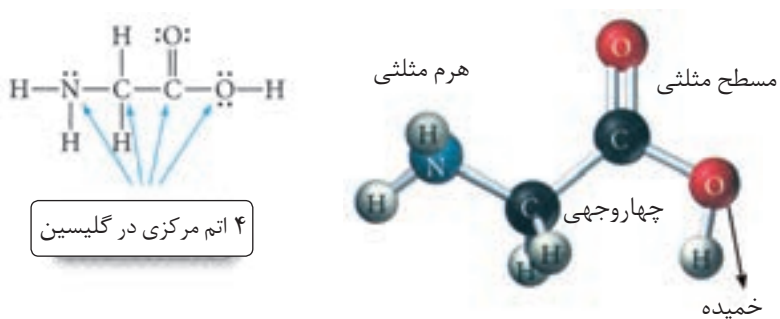 H :O:
H—N̈—C—C—Ö—H
H H
۴ اتم مرکزی در گلیسین
هرم مثلثی
مسطح مثلثی
چهاروجهی
خمیده
O
H
N
C
O
H
C
H
H
H